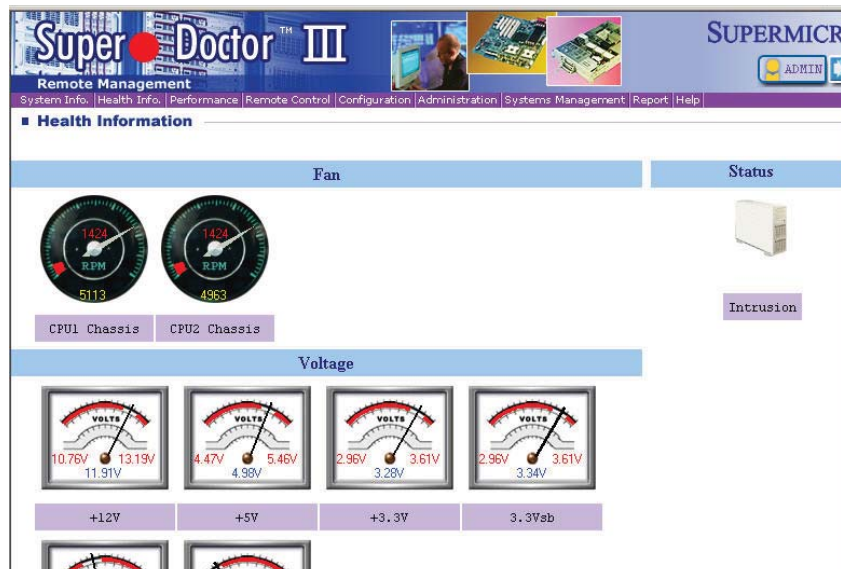 Super Doctor™ III
SUPERMICR
ADMIN
Remote Management
System Info. | Health Info. | Performance | Remote Control | Configuration | Administration | Systems Management | Report | Help
Health Information
Fan
Status
1424
1424
RPM
RPM
5113
4963
CPU1 Chassis
CPU2 Chassis
Intrusion
Voltage
VOLTS
VOLTS
VOLTS
VOLTS
10.76V 13.19V
4.47V 5.46V
2.96V 3.61V
2.96V 3.61V
11.91V
4.98V
3.28V
3.34V
+12V
+5V
+3.3V
3.3Vsb